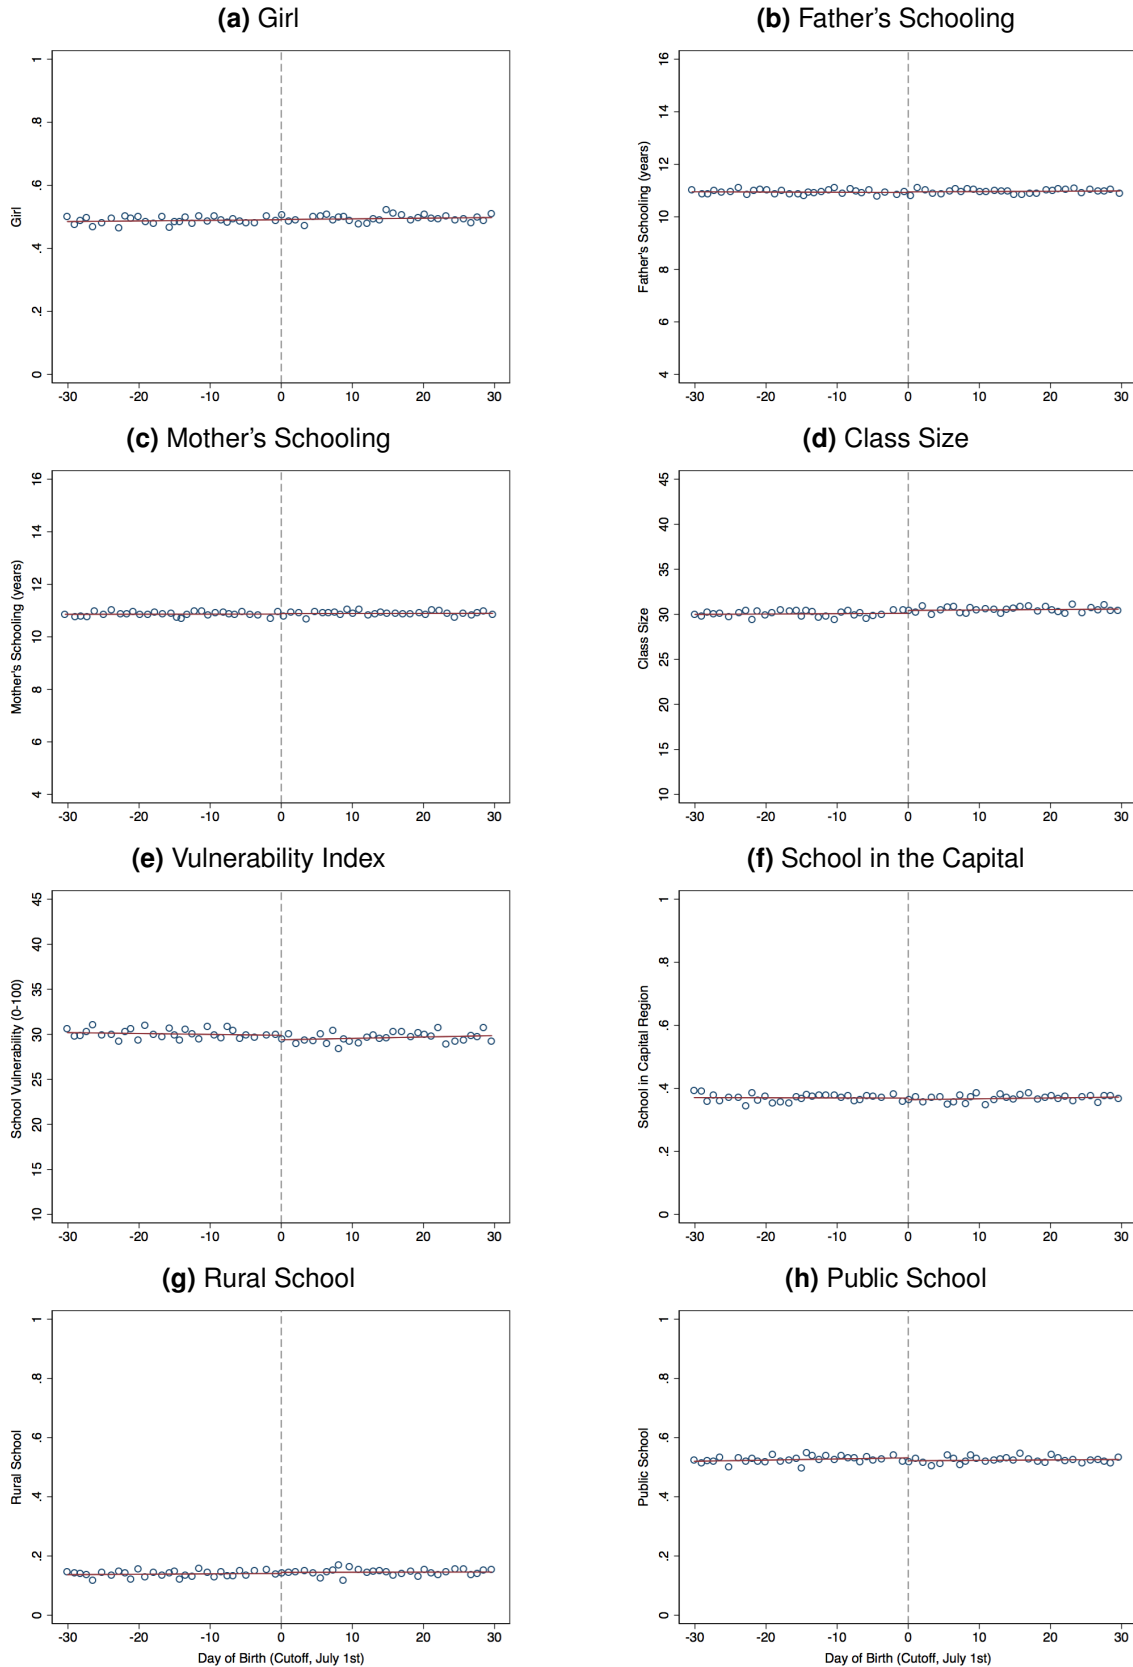 (a) Girl
Girl
1
.8
.6
.4
.2
0
-30 -20 -10 0 10 20 30
(b) Father's Schooling
Father's Schooling (years)
16
14
12
10
8
6
4
-30 -20 -10 0 10 20 30
(c) Mother's Schooling
Mother's Schooling (years)
16
14
12
10
8
6
4
-30 -20 -10 0 10 20 30
(d) Class Size
Class Size
45
40
35
30
25
20
15
10
-30 -20 -10 0 10 20 30
(e) Vulnerability Index
School Vulnerability (0-100)
45
40
35
30
25
20
15
10
-30 -20 -10 0 10 20 30
(f) School in the Capital
School in Capital Region
1
.8
.6
.4
.2
0
-30 -20 -10 0 10 20 30
(g) Rural School
Rural School
1
.8
.6
.4
.2
0
-30 -20 -10 0 10 20 30
Day of Birth (Cutoff, July 1st)
(h) Public School
Public School
1
.8
.6
.4
.2
0
-30 -20 -10 0 10 20 30
Day of Birth (Cutoff, July 1st)